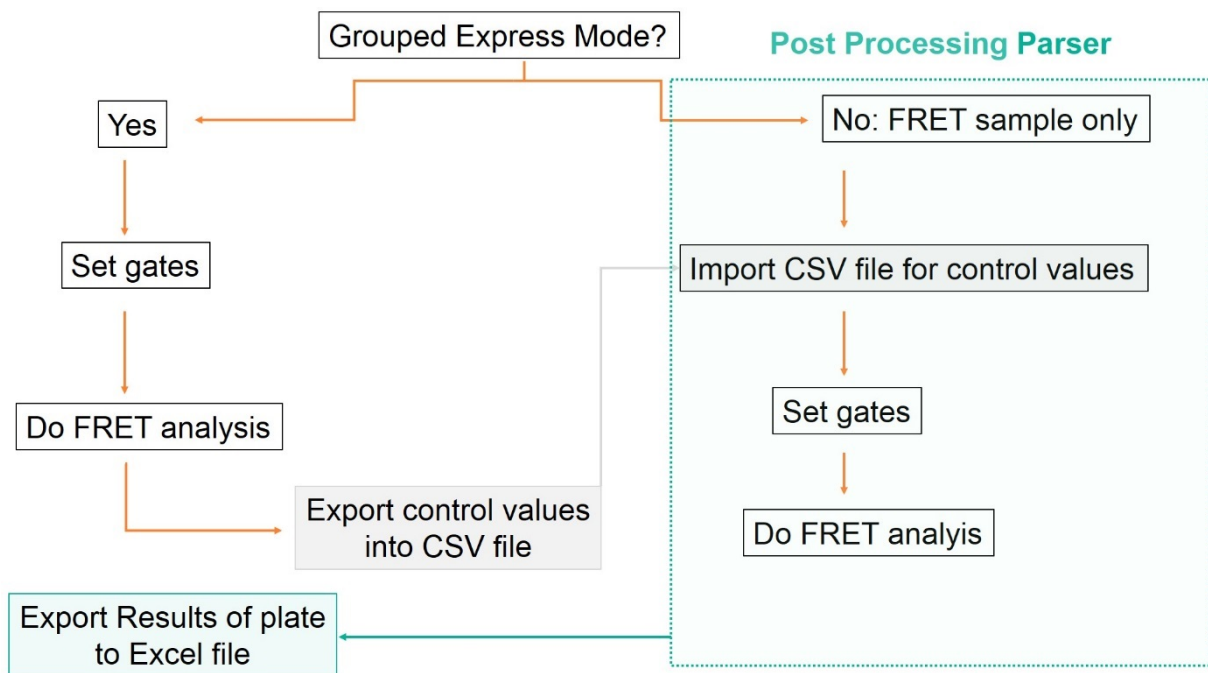 Grouped Express Mode?
Post Processing Parser
Yes
No: FRET sample only
Set gates
Import CSV file for control values
Do FRET analysis
Set gates
Export control values
into CSV file
Do FRET analyis
Export Results of plate
to Excel file